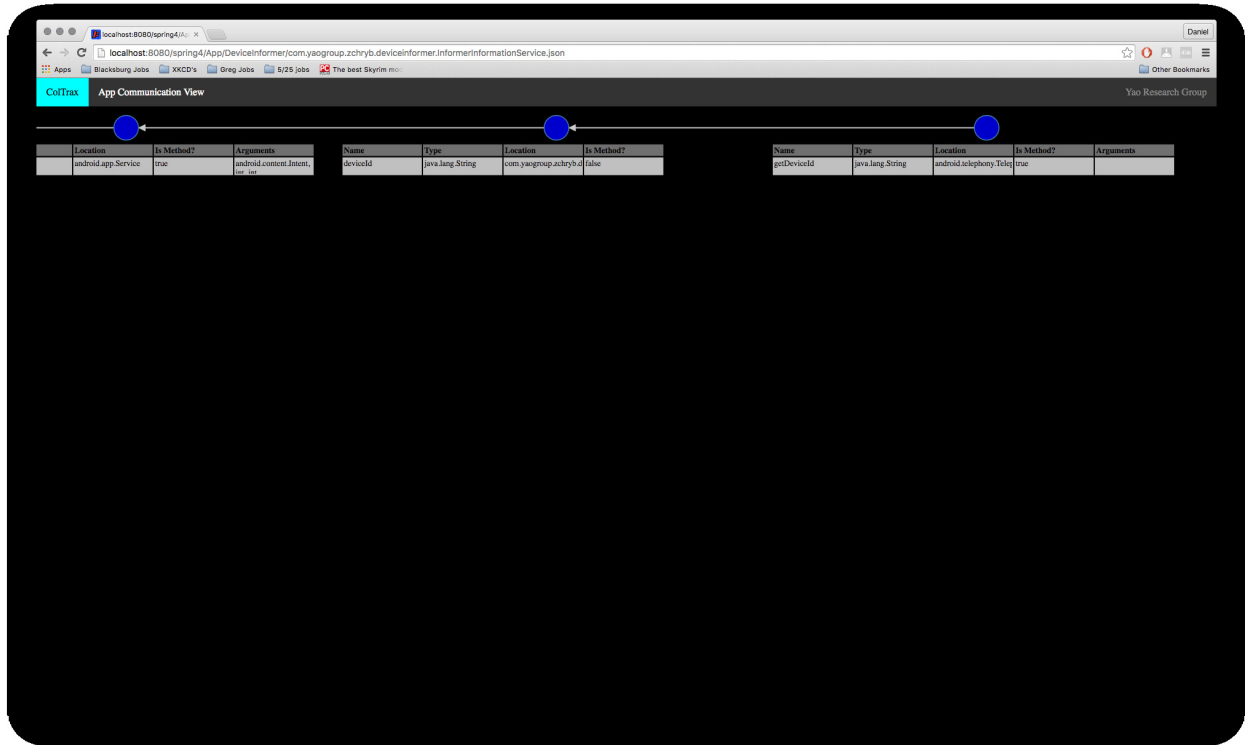 localhost:8080/spring4/Ap
Daniel
localhost:8080/spring4/App/DeviceInformer/com.yaogroup.zchryb.deviceinformer.InformerInformationService.json
Apps Blacksburg Jobs XKCD's Greg Jobs 5/25 jobs The best Skyrim mo Other Bookmarks
ColTrax App Communication View Yao Research Group
Location Is Method? Arguments Name Type Location Is Method? Name Type Location Is Method? Arguments
android.app.Service true android.content.Intent, deviceId java.lang.String com.yaogroup.zchryb.d false getDeviceId java.lang.String android.telephony.Telep true
int, int